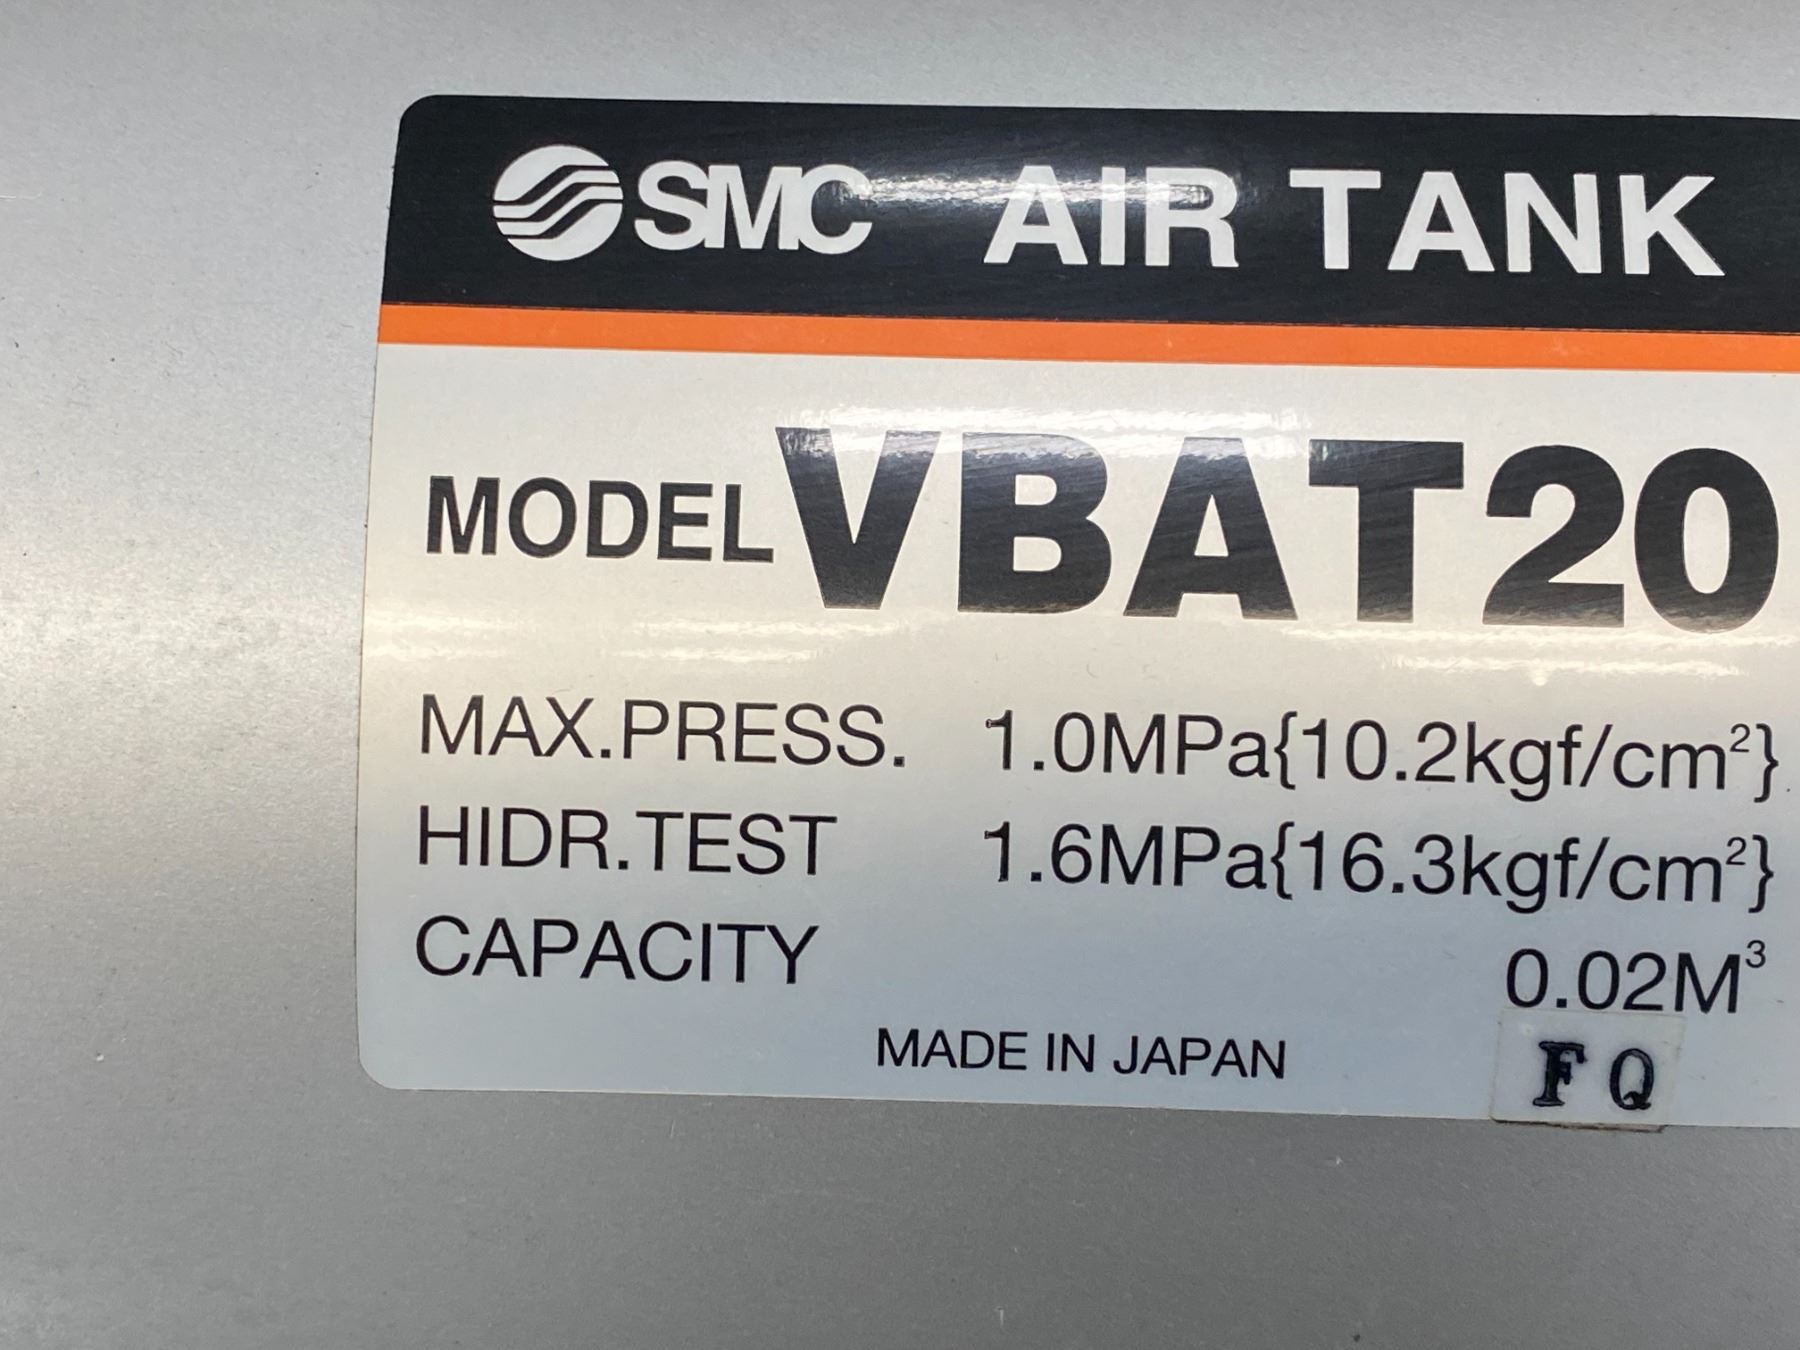 SMC AIR TANK
MODEL VBAT20
MAX.PRESS. 1.0MPa{10.2kgf/cm²}
HIDR.TEST 1.6MPa{16.3kgf/cm²}
CAPACITY 0.02M³
MADE IN JAPAN
FQ